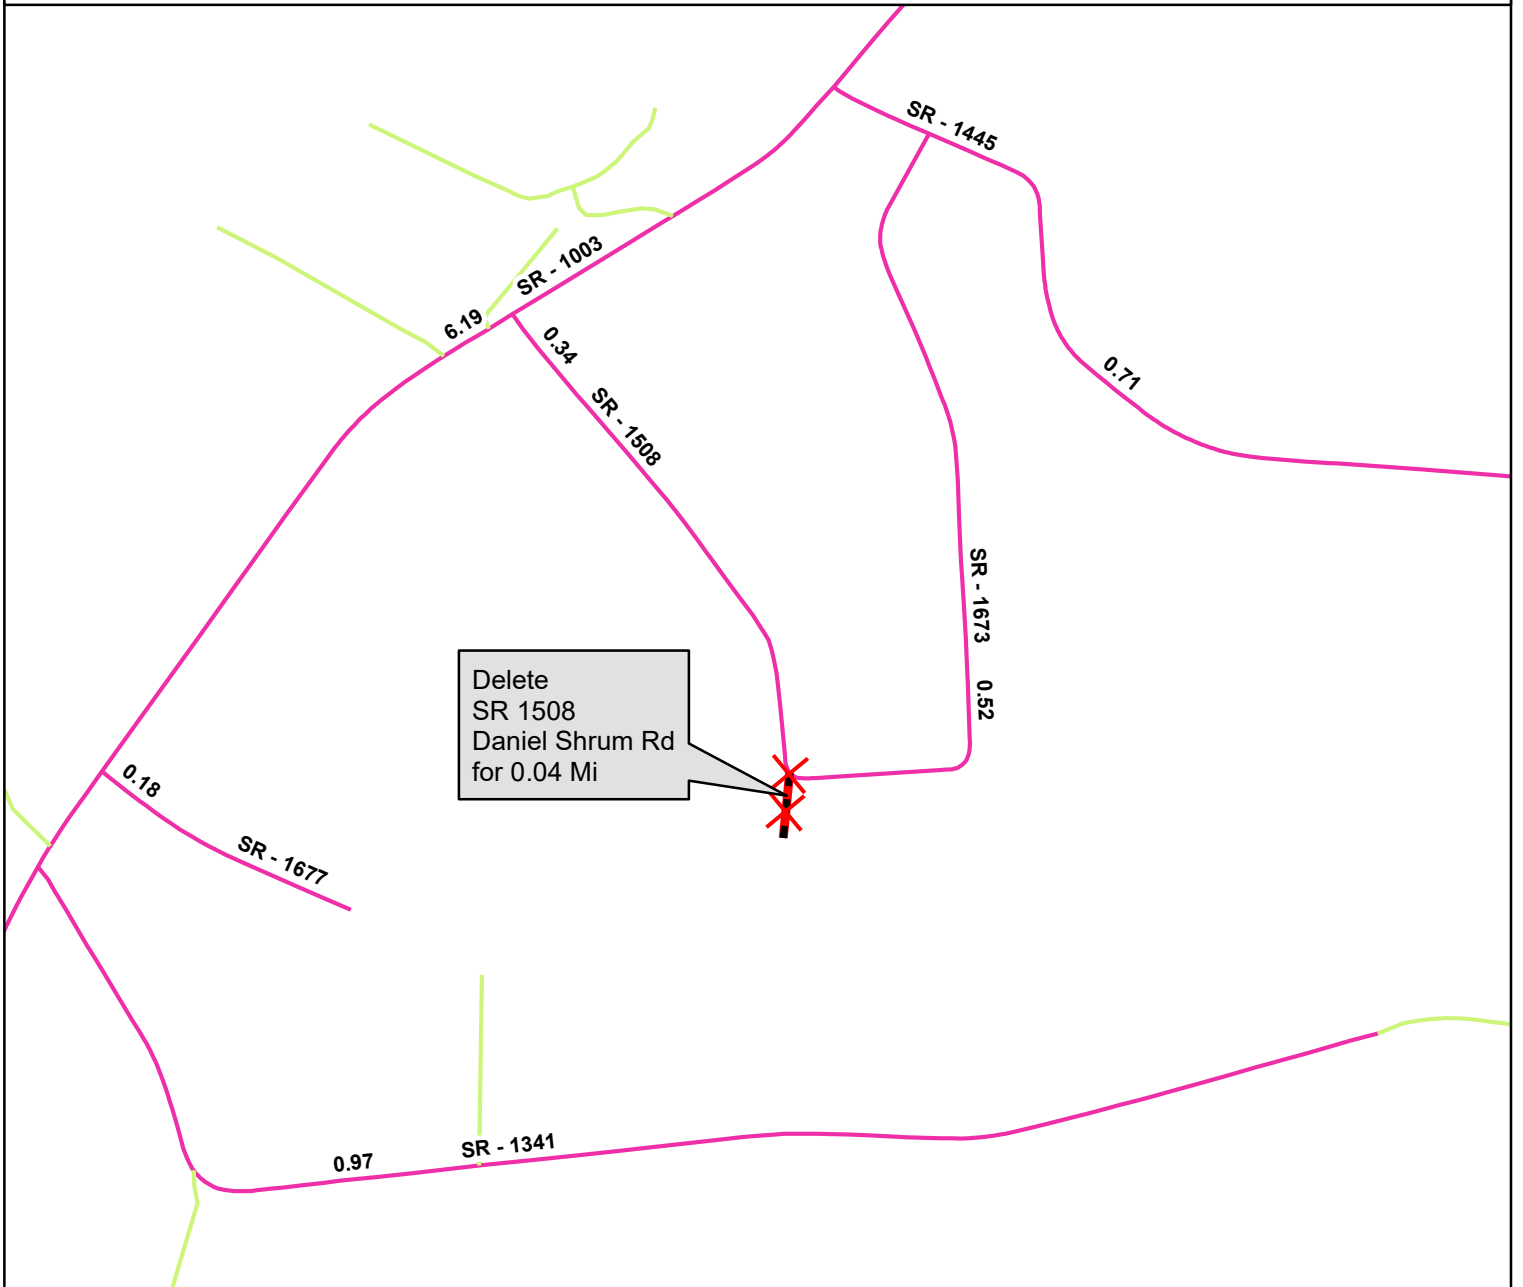 SR - 1445
SR - 1003
6.19
0.34
0.71
SR - 1508
SR - 1673
0.52
Delete
SR 1508
Daniel Shrum Rd
for 0.04 Mi
0.18
SR - 1677
SR - 1341
0.97